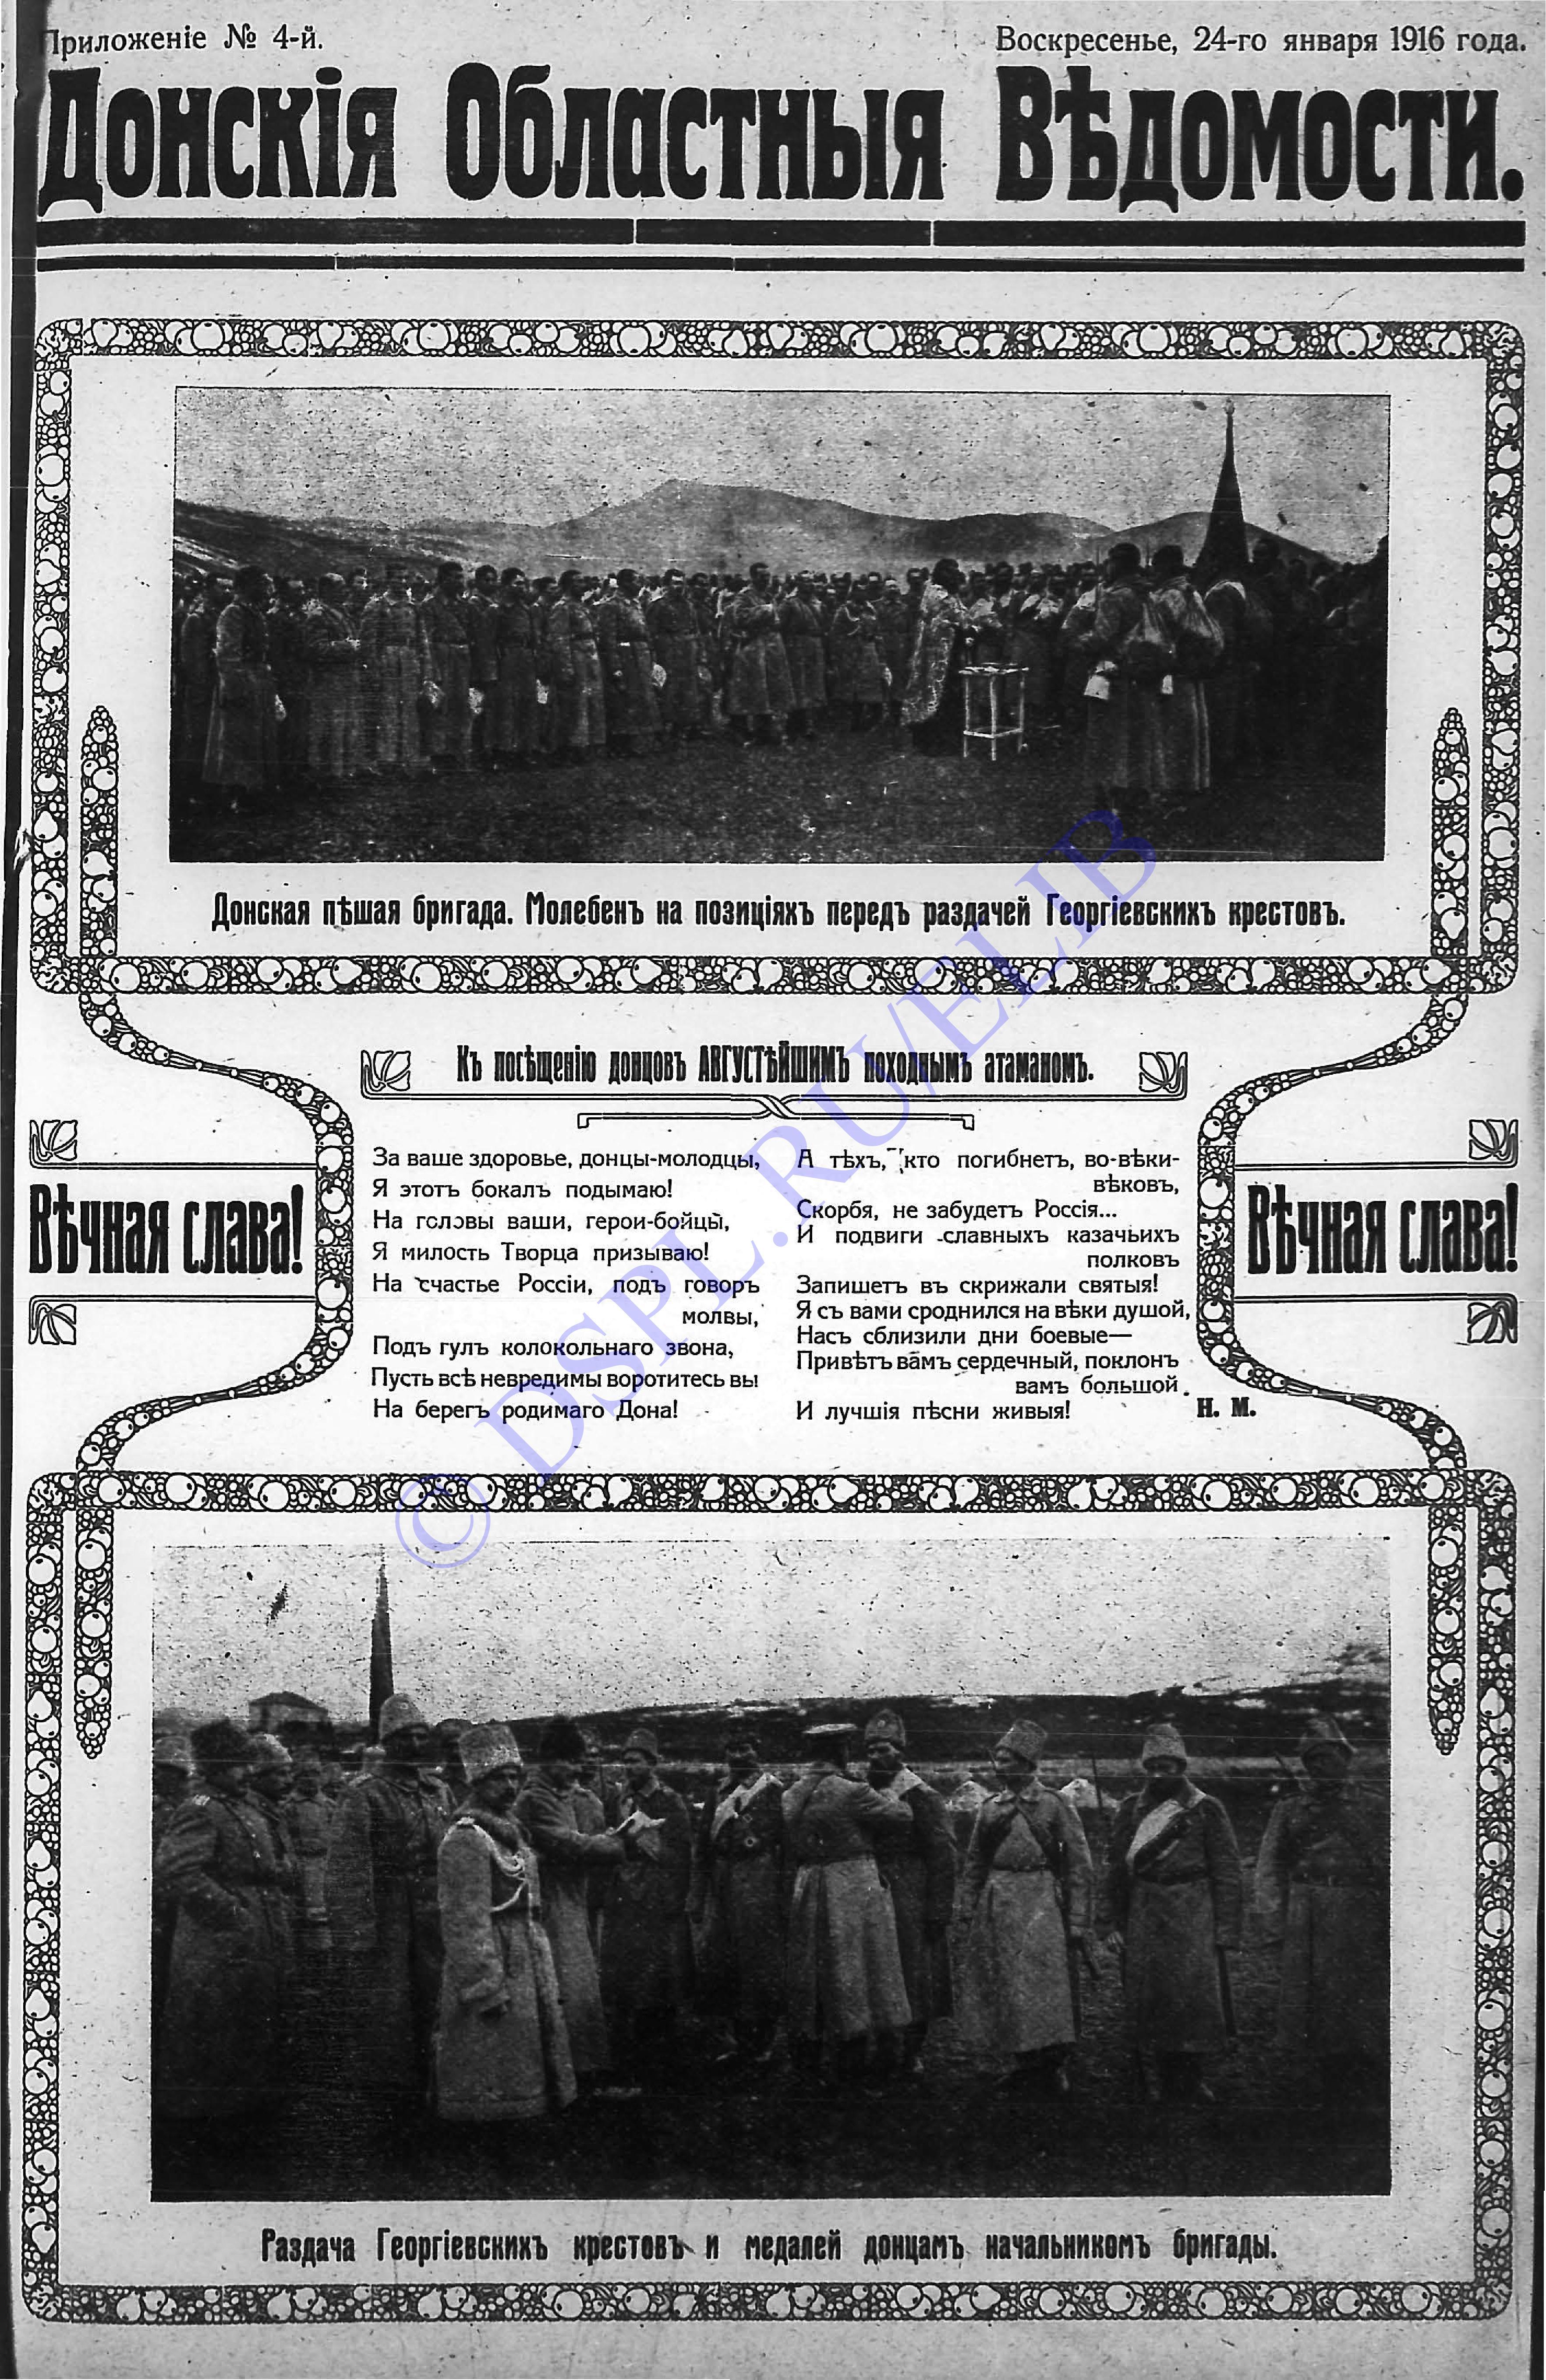 Приложеніе № 4-й.
Воскресенье, 24-го января 1916 года.
Донскія Областныя Вѣдомости.
Донская пѣшая бригада. Молебенъ на позиціяхъ передъ раздачей Георгіевскихъ крестовъ.
Къ посѣщенію донцовъ АВГУСТѢЙШИМЪ походнымъ атаманомъ.
Вѣчная слава!
За ваше здоровье, донцы-молодцы,
Я этотъ бокалъ подымаю!
На головы ваши, герои-бойцы,
Я милость Творца призываю!
На счастье Россіи, подъ говоръ
молвы,
Подъ гулъ колокольнаго звона,
Пусть всѣ невредимы воротитесь вы
На берегъ родимаго Дона!
А тѣхъ, кто погибнетъ, во-вѣки-
вѣковъ,
Скорбя, не забудетъ Россія...
И подвиги славныхъ казачьихъ
полковъ
Запишетъ въ скрижали святыя!
Я съ вами сроднился на вѣки душой,
Насъ сблизили дни боевые—
Привѣтъ вамъ сердечный, поклонъ
вамъ большой.
И лучшія пѣсни живыя!
Н. М.
Вѣчная слава!
Раздача Георгіевскихъ крестовъ и медалей донцамъ начальникомъ бригады.
© DSPL.RU/ELIB